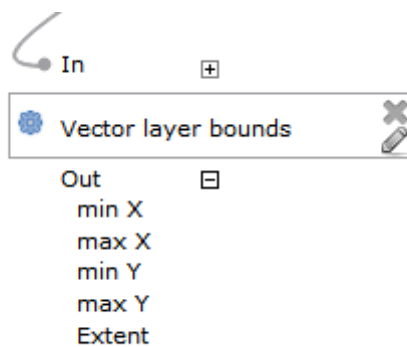 In
Vector layer bounds
Out
min X
max X
min Y
max Y
Extent